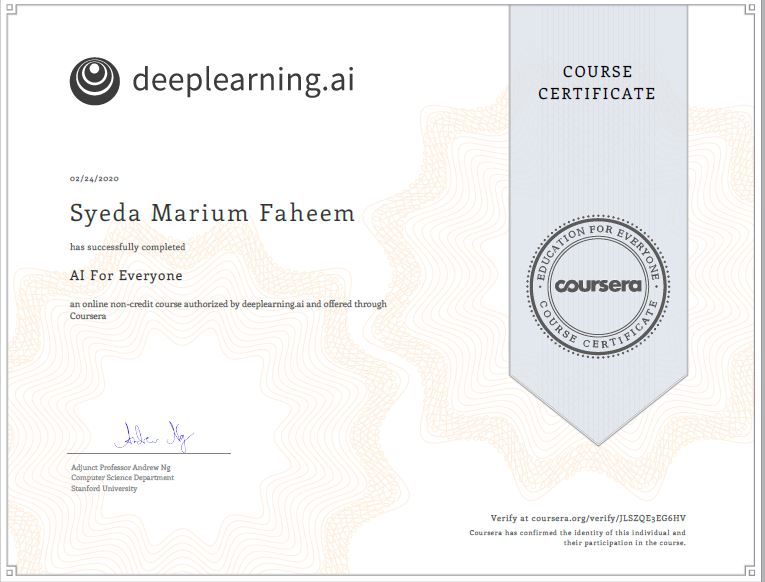 deeplearning.ai
COURSE
CERTIFICATE
02/24/2020
Syeda Marium Faheem
has successfully completed
AI For Everyone
an online non-credit course authorized by deeplearning.ai and offered through
Coursera
EDUCATION FOR EVERYONE
coursera
COURSE CERTIFICATE
Andrew Ng
Adjunct Professor Andrew Ng
Computer Science Department
Stanford University
Verify at coursera.org/verify/JLSZQE3EG6HV
Coursera has confirmed the identity of this individual and
their participation in the course.